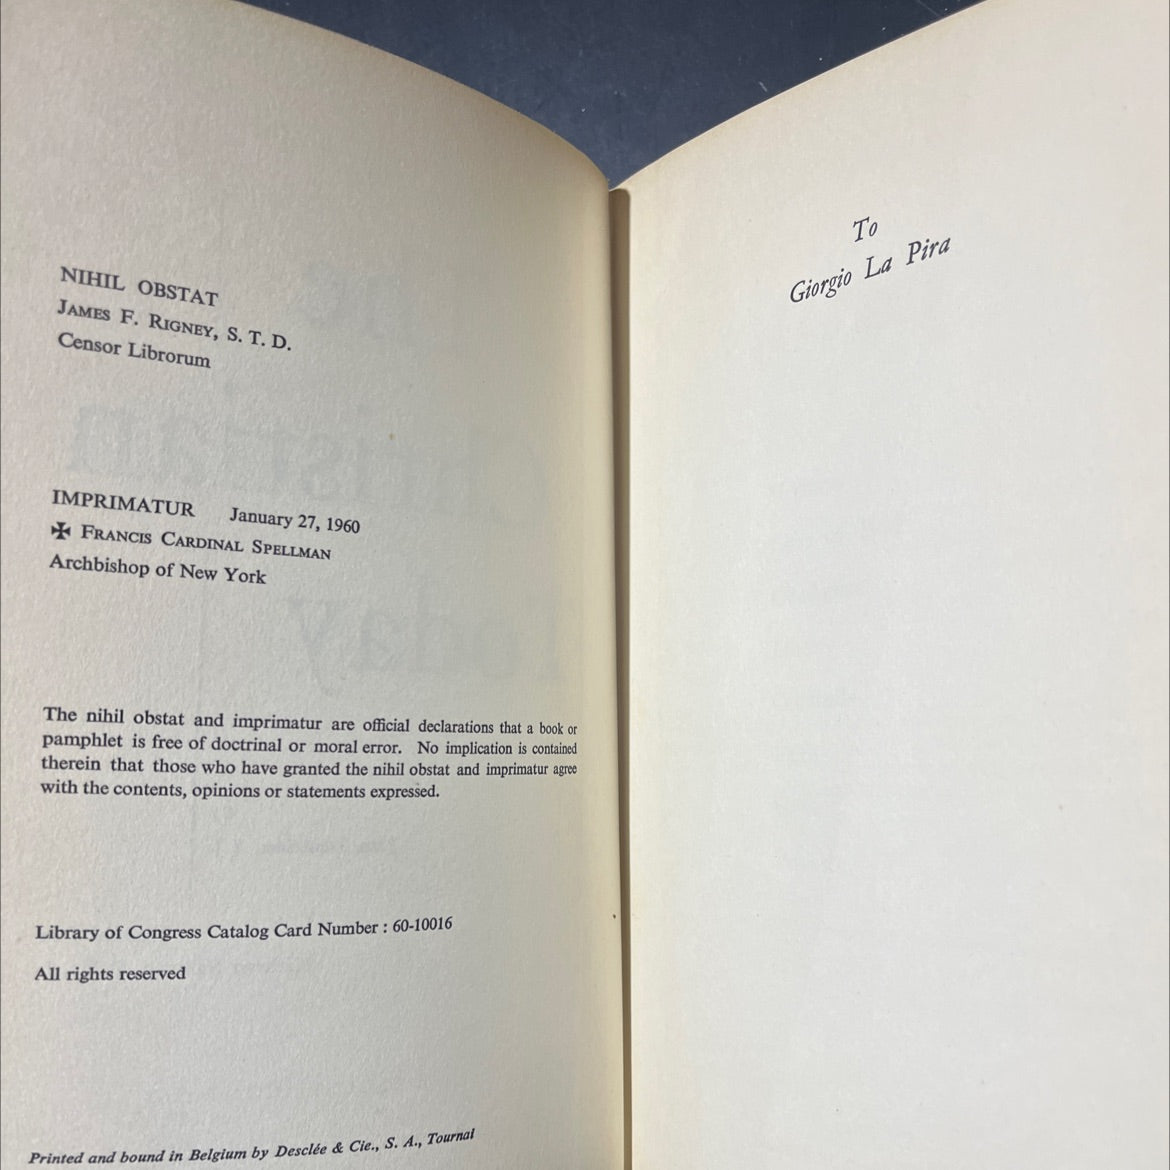 NIHIL OBSTAT
JAMES F. RIGNEY, S. T. D.
Censor Librorum
IMPRIMATUR January 27, 1960
✠ FRANCIS CARDINAL SPELLMAN
Archbishop of New York
The nihil obstat and imprimatur are official declarations that a book or
pamphlet is free of doctrinal or moral error. No implication is contained
therein that those who have granted the nihil obstat and imprimatur agree
with the contents, opinions or statements expressed.
Library of Congress Catalog Card Number : 60-10016
All rights reserved
Printed and bound in Belgium by Desclée & Cie., S. A., Tournai
To
Giorgio La Pira